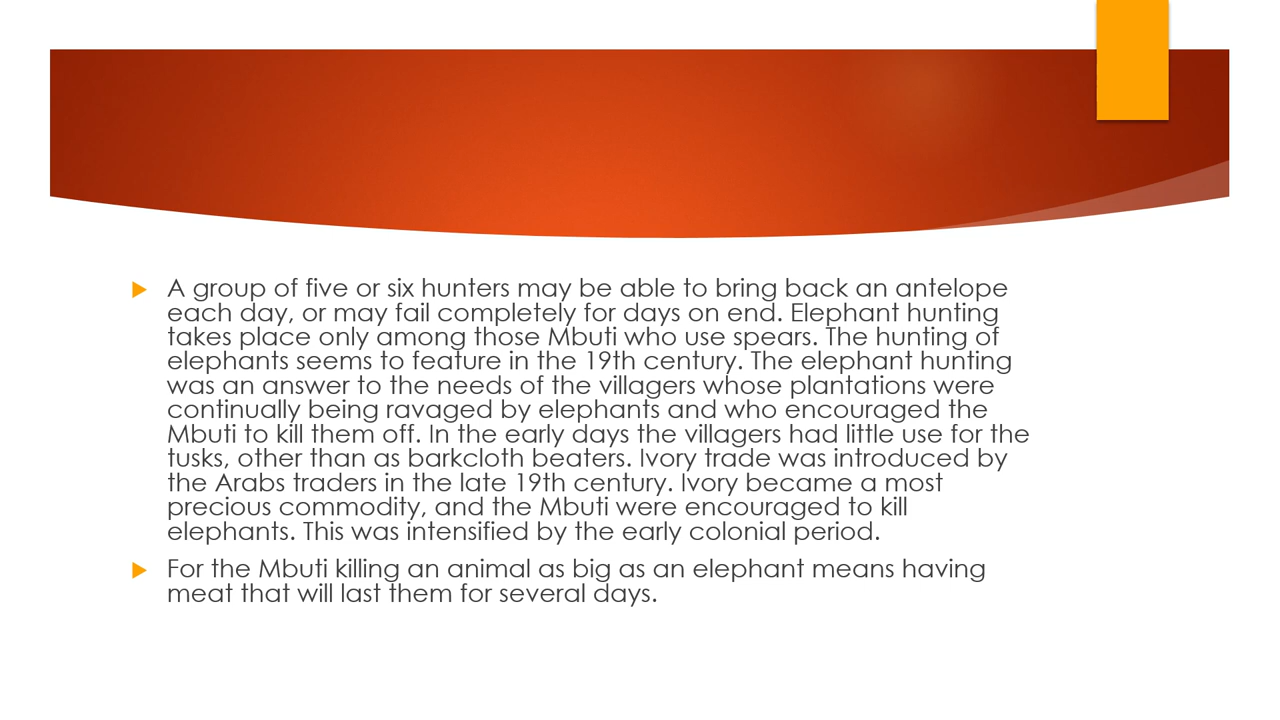 A group of five or six hunters may be able to bring back an antelope
each day, or may fail completely for days on end. Elephant hunting
takes place only among those Mbuti who use spears. The hunting of
elephants seems to feature in the 19th century. The elephant hunting
was an answer to the needs of the villagers whose plantations were
continually being ravaged by elephants and who encouraged the
Mbuti to kill them off. In the early days the villagers had little use for the
tusks, other than as barkcloth beaters. Ivory trade was introduced by
the Arabs traders in the late 19th century. Ivory became a most
precious commodity, and the Mbuti were encouraged to kill
elephants. This was intensified by the early colonial period.
For the Mbuti killing an animal as big as an elephant means having
meat that will last them for several days.